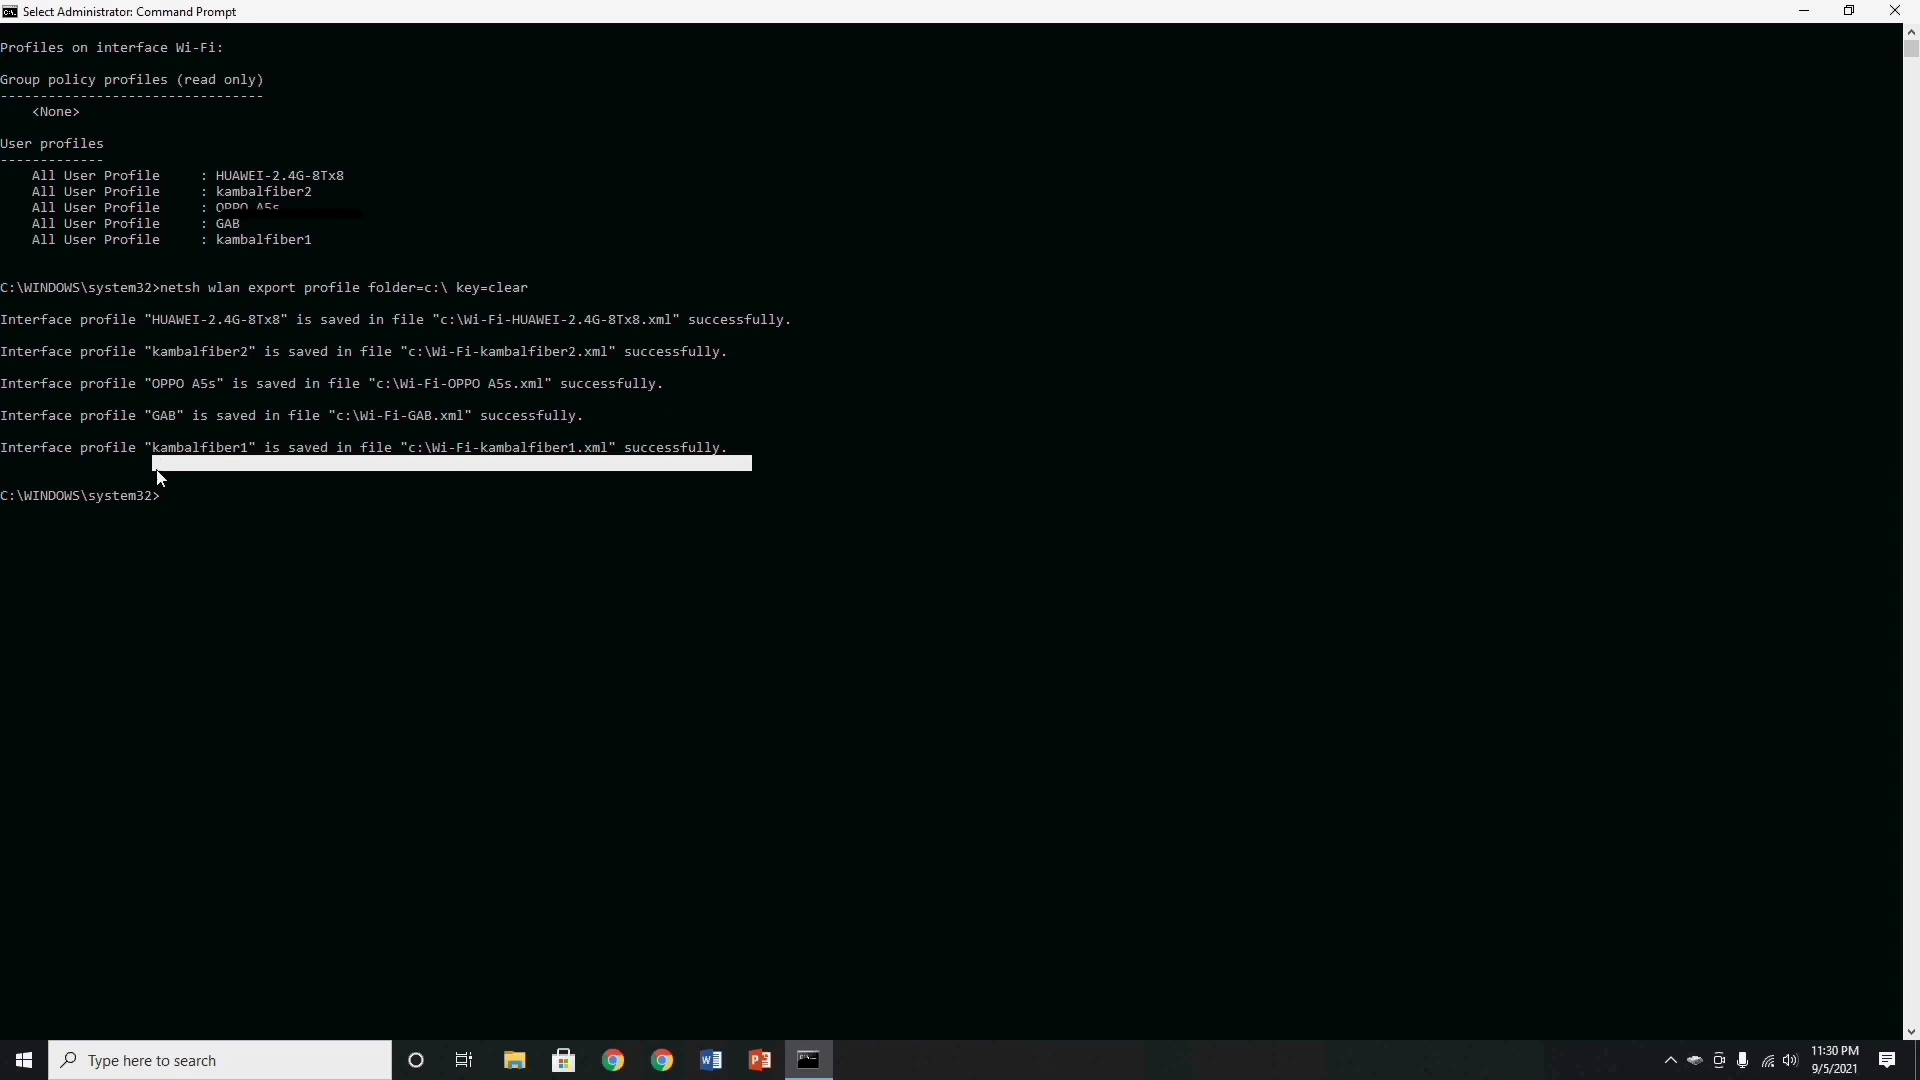 Select Administrator: Command Prompt
Profiles on interface Wi-Fi:
Group policy profiles (read only)
---------------------------------
<None>
User profiles
-------------
All User Profile     : HUAWEI-2.4G-8Tx8
All User Profile     : kambalfiber2
All User Profile     : OPPO A5s
All User Profile     : GAB
All User Profile     : kambalfiber1
C:\WINDOWS\system32>netsh wlan export profile folder=c:\ key=clear
Interface profile "HUAWEI-2.4G-8Tx8" is saved in file "c:\Wi-Fi-HUAWEI-2.4G-8Tx8.xml" successfully.
Interface profile "kambalfiber2" is saved in file "c:\Wi-Fi-kambalfiber2.xml" successfully.
Interface profile "OPPO A5s" is saved in file "c:\Wi-Fi-OPPO A5s.xml" successfully.
Interface profile "GAB" is saved in file "c:\Wi-Fi-GAB.xml" successfully.
Interface profile "kambalfiber1" is saved in file "c:\Wi-Fi-kambalfiber1.xml" successfully.
C:\WINDOWS\system32>
Type here to search
11:30 PM
9/5/2021